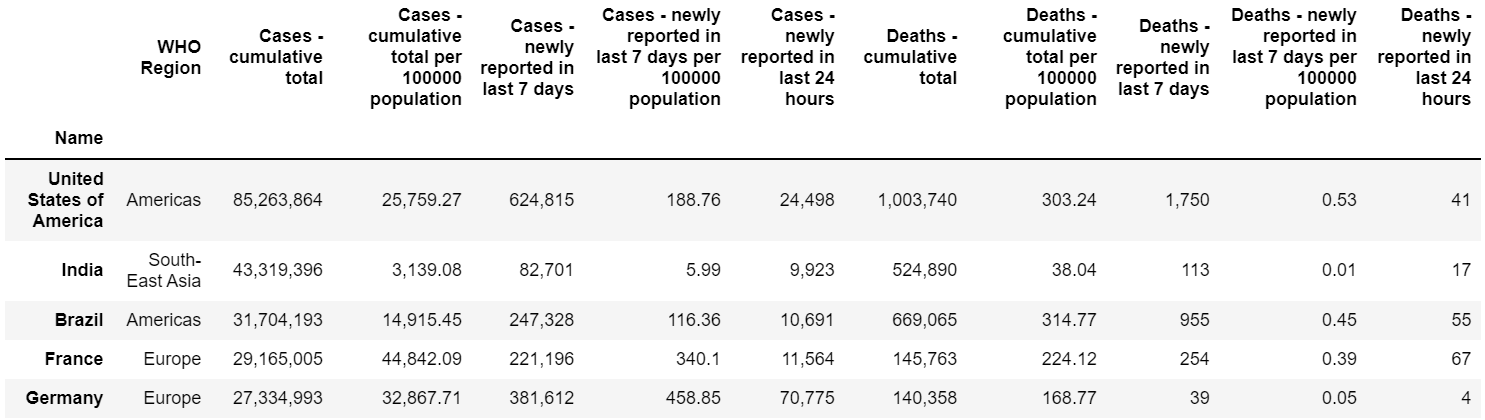 WHO Region Cases - cumulative total Cases - cumulative total per 100000 population Cases - newly reported in last 7 days Cases - newly reported in last 7 days per 100000 population Cases - newly reported in last 24 hours Deaths - cumulative total Deaths - cumulative total per 100000 population Deaths - newly reported in last 7 days Deaths - newly reported in last 7 days per 100000 population Deaths - newly reported in last 24 hours
Name
United States of America Americas 85,263,864 25,759.27 624,815 188.76 24,498 1,003,740 303.24 1,750 0.53 41
India South-East Asia 43,319,396 3,139.08 82,701 5.99 9,923 524,890 38.04 113 0.01 17
Brazil Americas 31,704,193 14,915.45 247,328 116.36 10,691 669,065 314.77 955 0.45 55
France Europe 29,165,005 44,842.09 221,196 340.1 11,564 145,763 224.12 254 0.39 67
Germany Europe 27,334,993 32,867.71 381,612 458.85 70,775 140,358 168.77 39 0.05 4